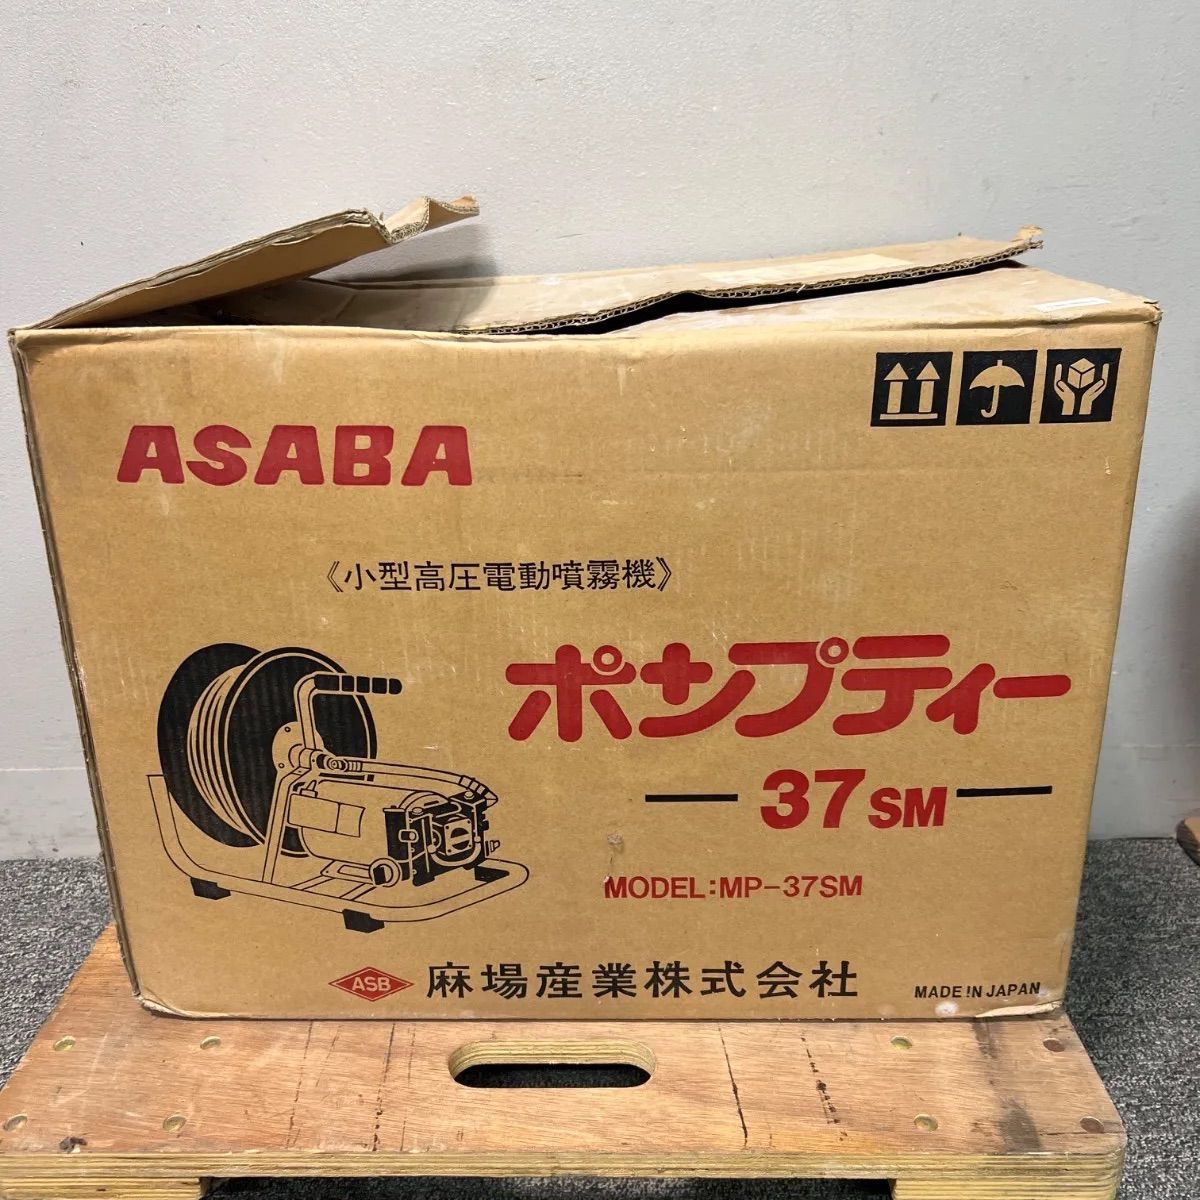 ASABA
《小型高圧電動噴霧機》
ポンプティー
37SM
MODEL:MP-37SM
ASB 麻場産業株式会社
MADE IN JAPAN